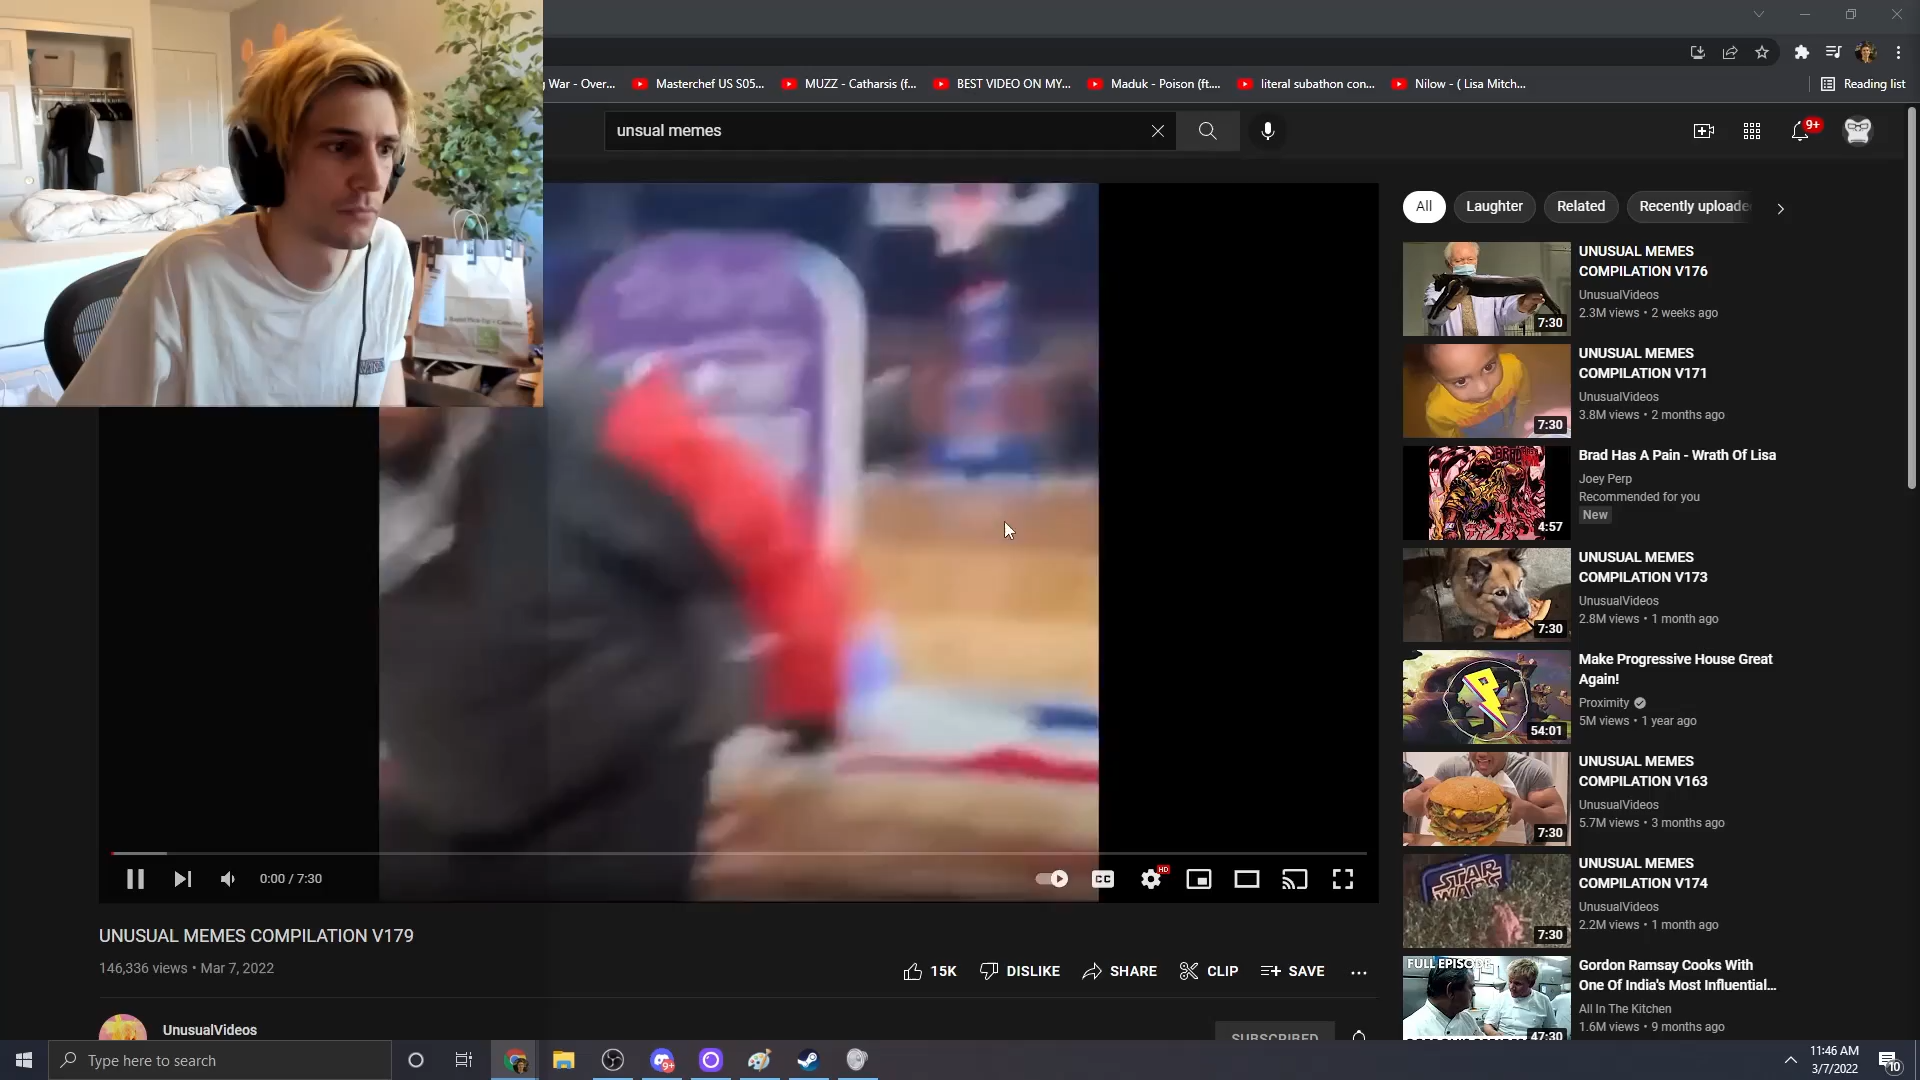 War - Over...
Masterchef US S05...
MUZZ - Catharsis (f...
BEST VIDEO ON MY...
Maduk - Poison (ft....
literal subathon con...
Nilow - ( Lisa Mitch...
Reading list
unsual memes
9+
All
Laughter
Related
Recently uploade
UNUSUAL MEMES
COMPILATION V176
UnusualVideos
2.3M views • 2 weeks ago
7:30
UNUSUAL MEMES
COMPILATION V171
UnusualVideos
3.8M views • 2 months ago
7:30
Brad Has A Pain - Wrath Of Lisa
Joey Perp
Recommended for you
New
4:57
UNUSUAL MEMES
COMPILATION V173
UnusualVideos
2.8M views • 1 month ago
7:30
Make Progressive House Great
Again!
Proximity
5M views • 1 year ago
54:01
UNUSUAL MEMES
COMPILATION V163
UnusualVideos
5.7M views • 3 months ago
7:30
STAR
WARS
UNUSUAL MEMES
COMPILATION V174
UnusualVideos
2.2M views • 1 month ago
7:30
FULL EPISODE
Gordon Ramsay Cooks With
One Of India's Most Influential...
All In The Kitchen
1.6M views • 9 months ago
47:30
0:00 / 7:30
CC
HD
UNUSUAL MEMES COMPILATION V179
146,336 views • Mar 7, 2022
15K
DISLIKE
SHARE
CLIP
SAVE
UnusualVideos
SUBSCRIBED
Type here to search
9+
11:46 AM
3/7/2022
10